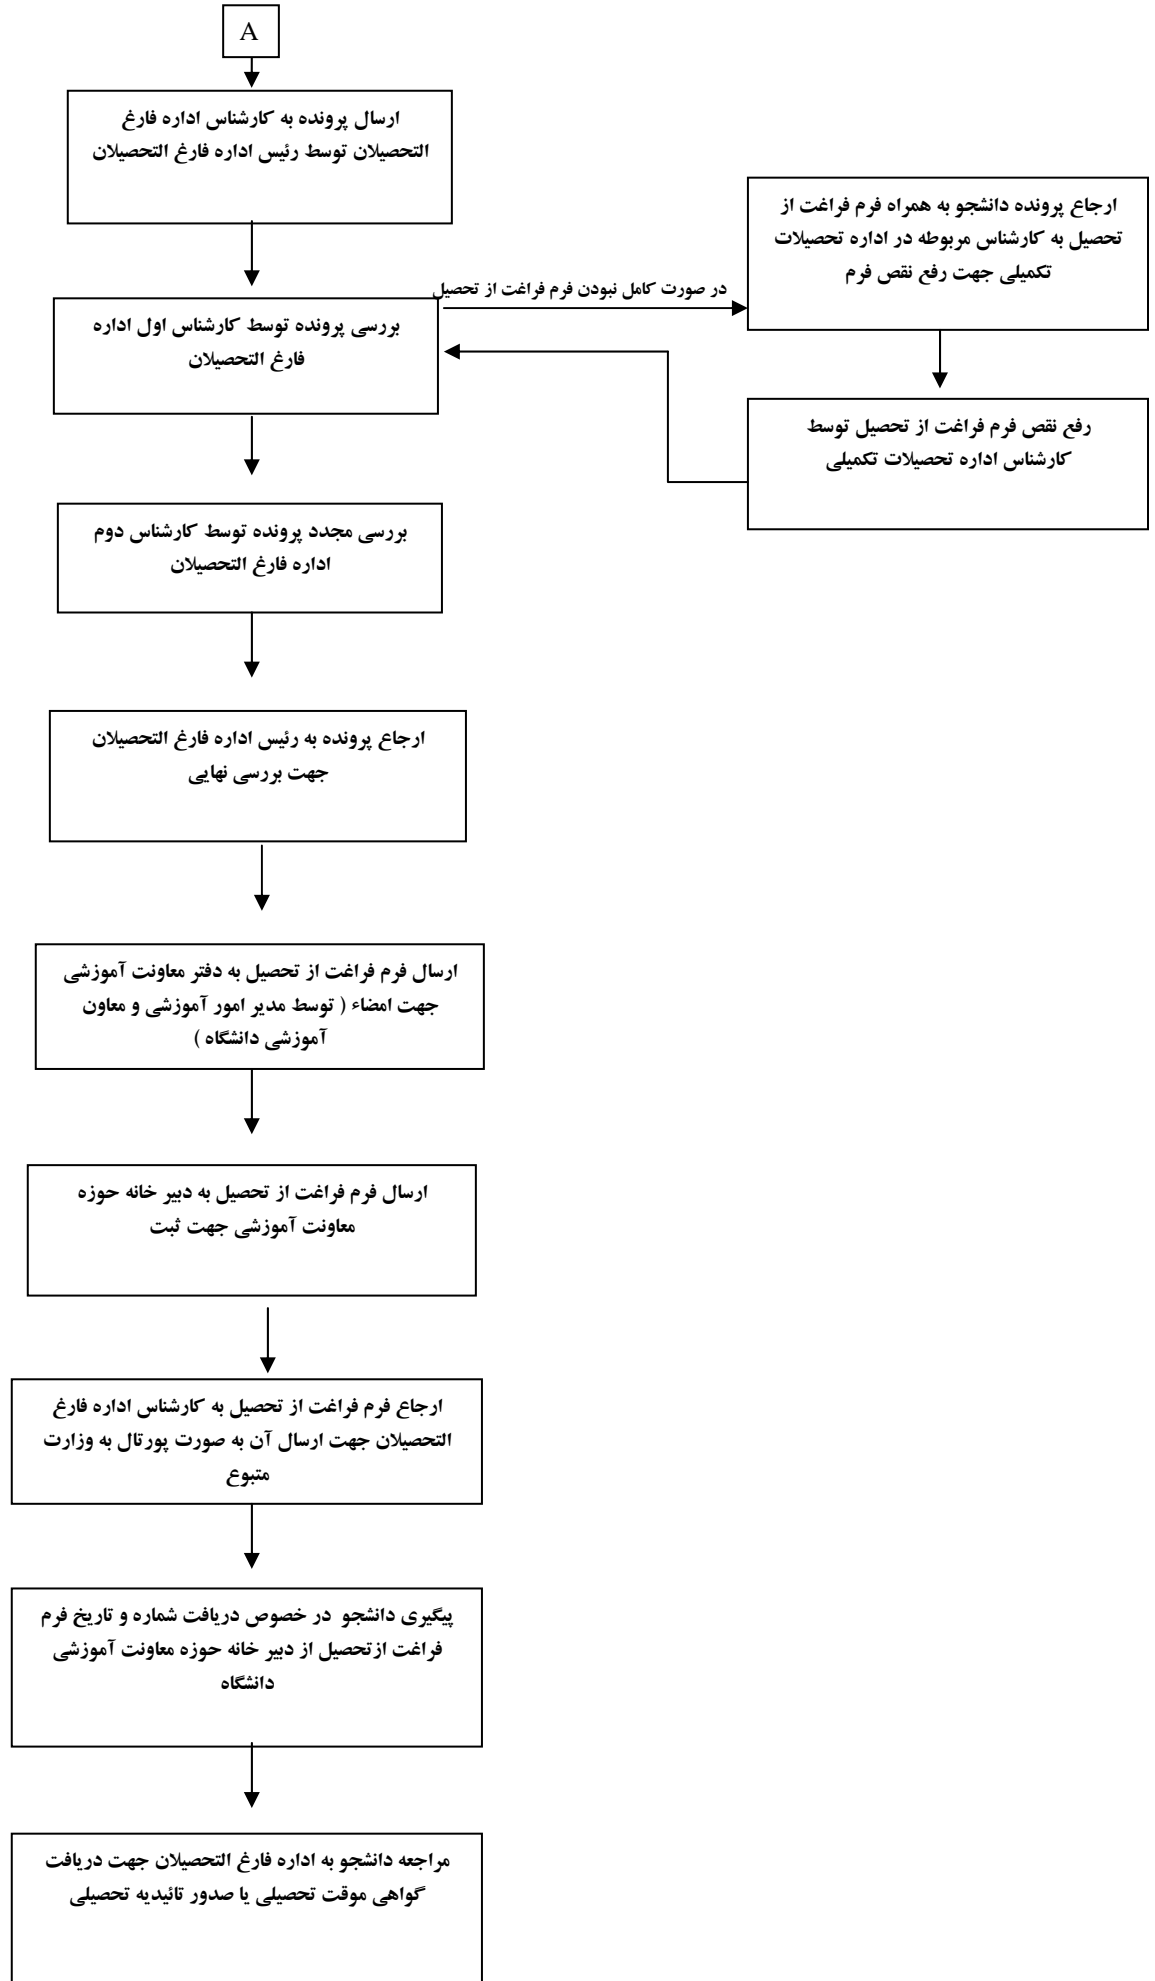 A
ارسال پرونده به کارشناس اداره فارغ
التحصیلان توسط رئیس اداره فارغ التحصیلان
ارجاع پرونده دانشجو به همراه فرم فراغت از
تحصیل به کارشناس مربوطه در اداره تحصیلات
تکمیلی جهت رفع نقص فرم
در صورت کامل نبودن فرم فراغت از تحصیل
بررسی پرونده توسط کارشناس اول اداره
فارغ التحصیلان
رفع نقص فرم فراغت از تحصیل توسط
کارشناس اداره تحصیلات تکمیلی
بررسی مجدد پرونده توسط کارشناس دوم
اداره فارغ التحصیلان
ارجاع پرونده به رئیس اداره فارغ التحصیلان
جهت بررسی نهایی
ارسال فرم فراغت از تحصیل به دفتر معاونت آموزشی
جهت امضاء ( توسط مدیر امور آموزشی و معاون
آموزشی دانشگاه )
ارسال فرم فراغت از تحصیل به دبیر خانه حوزه
معاونت آموزشی جهت ثبت
ارجاع فرم فراغت از تحصیل به کارشناس اداره فارغ
التحصیلان جهت ارسال آن به صورت پورتال به وزارت
متبوع
پیگیری دانشجو در خصوص دریافت شماره و تاریخ فرم
فراغت ازتحصیل از دبیر خانه حوزه معاونت آموزشی
دانشگاه
مراجعه دانشجو به اداره فارغ التحصیلان جهت دریافت
گواهی موقت تحصیلی یا صدور تائیدیه تحصیلی